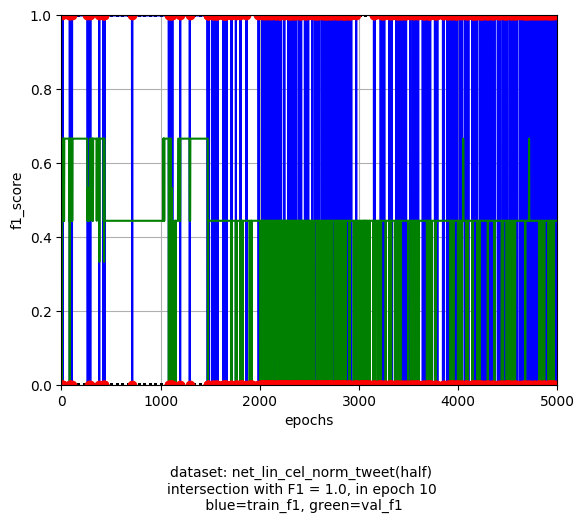 1.0
0.8
0.6
0.4
0.2
0.0
f1_score
0
1000
2000
3000
4000
5000
epochs
dataset: net_lin_cel_norm_tweet(half)
intersection with F1 = 1.0, in epoch 10
blue=train_f1, green=val_f1